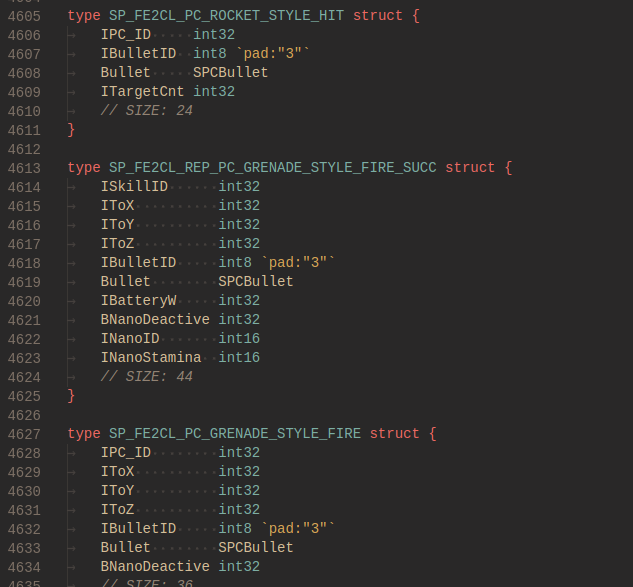 4605 type SP_FE2CL_PC_ROCKET_STYLE_HIT struct {
4606 IPC_ID int32
4607 IBulletID int8 `pad:"3"`
4608 Bullet SPCBullet
4609 ITargetCnt int32
4610 // SIZE: 24
4611 }
4612
4613 type SP_FE2CL_REP_PC_GRENADE_STYLE_FIRE_SUCC struct {
4614 ISkillID int32
4615 IToX int32
4616 IToY int32
4617 IToZ int32
4618 IBulletID int8 `pad:"3"`
4619 Bullet SPCBullet
4620 IBatteryW int32
4621 BNanoDeactive int32
4622 INanoID int16
4623 INanoStamina int16
4624 // SIZE: 44
4625 }
4626
4627 type SP_FE2CL_PC_GRENADE_STYLE_FIRE struct {
4628 IPC_ID int32
4629 IToX int32
4630 IToY int32
4631 IToZ int32
4632 IBulletID int8 `pad:"3"`
4633 Bullet SPCBullet
4634 BNanoDeactive int32
4635 // SIZE: 36